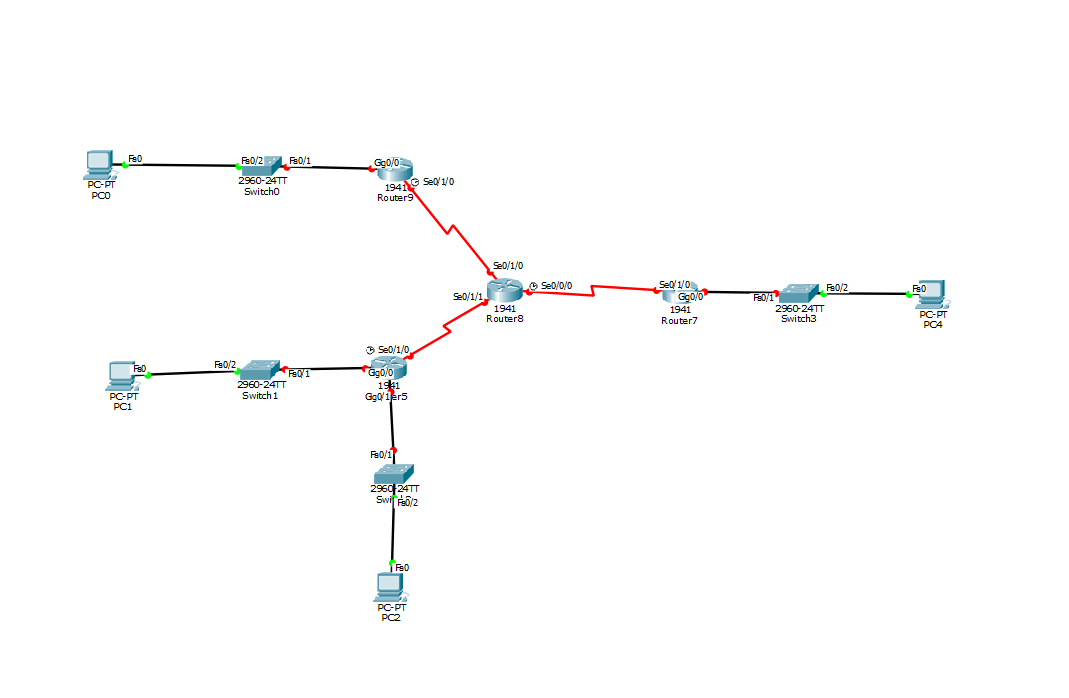 Fa0
Fa0/2
Fa0/1
Gg0/0
PC-PT
PC0
2960-24TT
Switch0
1941
Router9
Se0/1/0
Se0/1/0
Se0/0/0
Se0/1/1
1941
Router8
Se0/1/0
Gg0/0
1941
Router7
Fa0/1
Fa0/2
2960-24TT
Switch3
Fa0
PC-PT
PC4
Se0/1/0
Fa0
Fa0/2
Fa0/1
Gg0/0
PC-PT
PC1
2960-24TT
Switch1
1941
Gg0/1er5
Fa0/1
2960-24TT
Fa0/2
Fa0
PC-PT
PC2